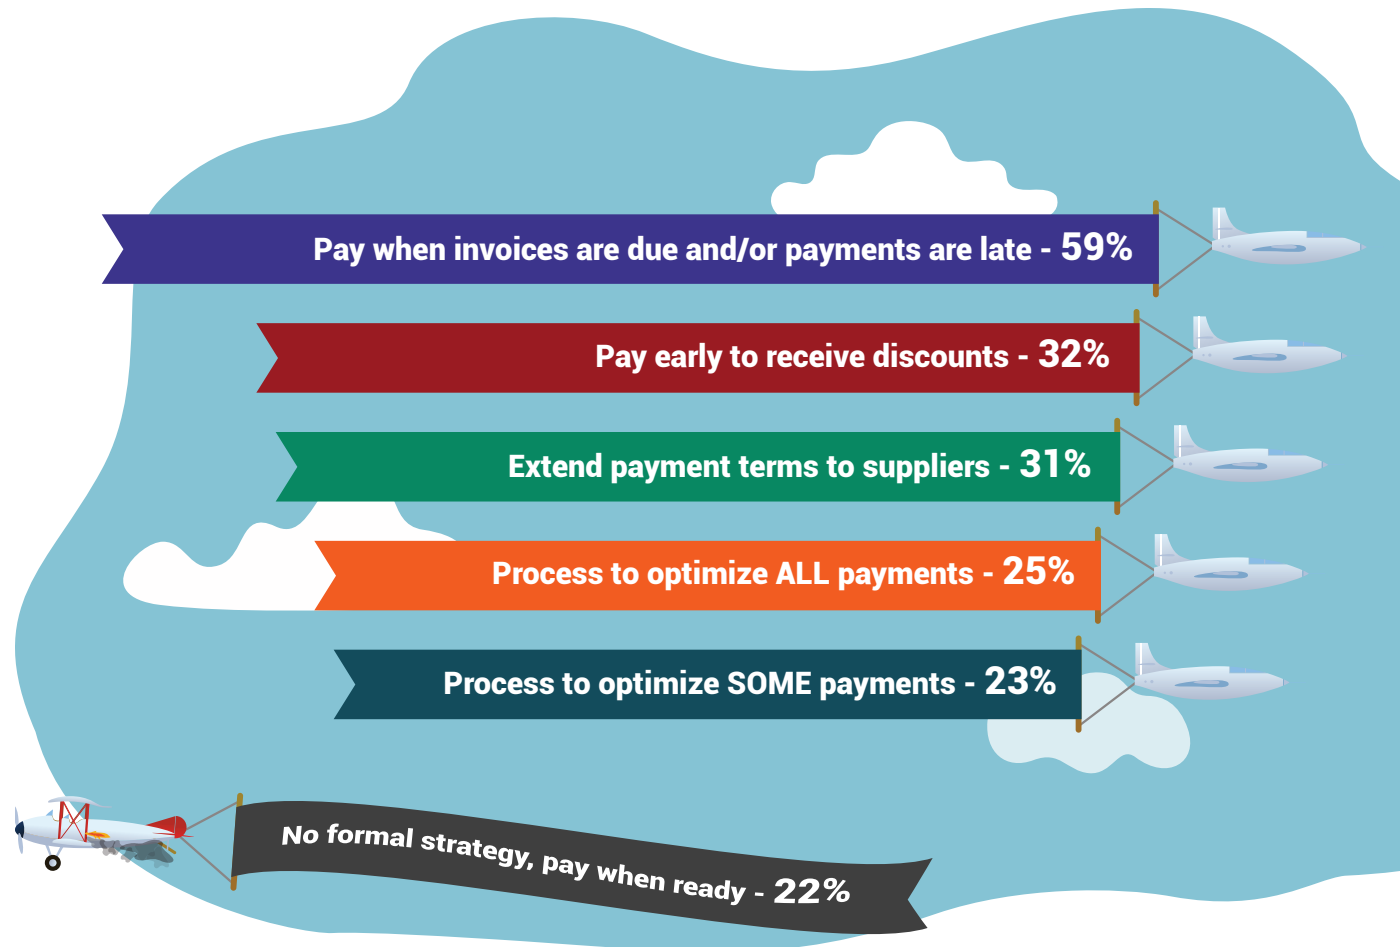 Pay when invoices are due and/or payments are late - 59%
Pay early to receive discounts - 32%
Extend payment terms to suppliers - 31%
Process to optimize ALL payments - 25%
Process to optimize SOME payments - 23%
No formal strategy, pay when ready - 22%